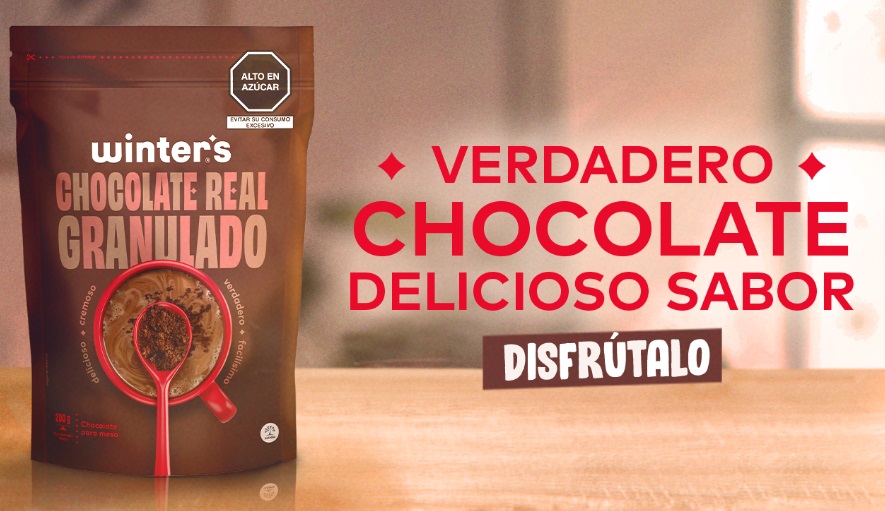 ALTO EN
AZÚCAR
EVITAR SU CONSUMO
EXCESIVO
winter's
CHOCOLATE REAL
GRANULADO
delicioso ✦ cremoso
verdadero ✦ facilísimo
Chocolate
para mesa
✦ VERDADERO ✦
CHOCOLATE
DELICIOSO SABOR
DISFRÚTALO